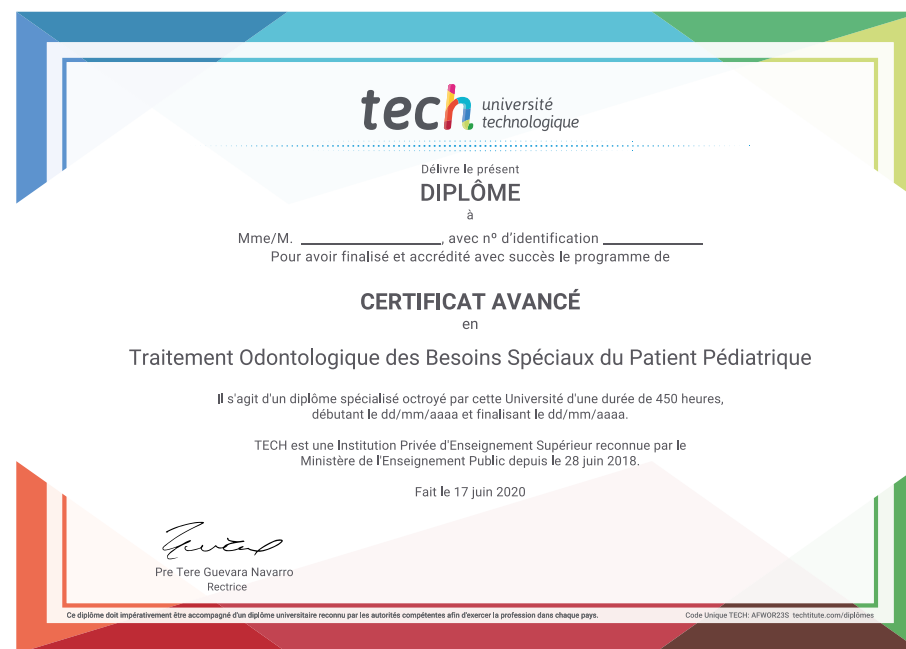 tech université
technologique
Délivre le présent
DIPLÔME
à
Mme/M. ____________________, avec nº d'identification ______________
Pour avoir finalisé et accrédité avec succès le programme de
CERTIFICAT AVANCÉ
en
Traitement Odontologique des Besoins Spéciaux du Patient Pédiatrique
Il s'agit d'un diplôme spécialisé octroyé par cette Université d'une durée de 450 heures,
débutant le dd/mm/aaaa et finalisant le dd/mm/aaaa.
TECH est une Institution Privée d'Enseignement Supérieur reconnue par le
Ministère de l'Enseignement Public depuis le 28 juin 2018.
Fait le 17 juin 2020
Pre Tere Guevara Navarro
Rectrice
Ce diplôme doit impérativement être accompagné d'un diplôme universitaire reconnu par les autorités compétentes afin d'exercer la profession dans chaque pays.
Code Unique TECH: AFWOR23S techtitute.com/diplômes